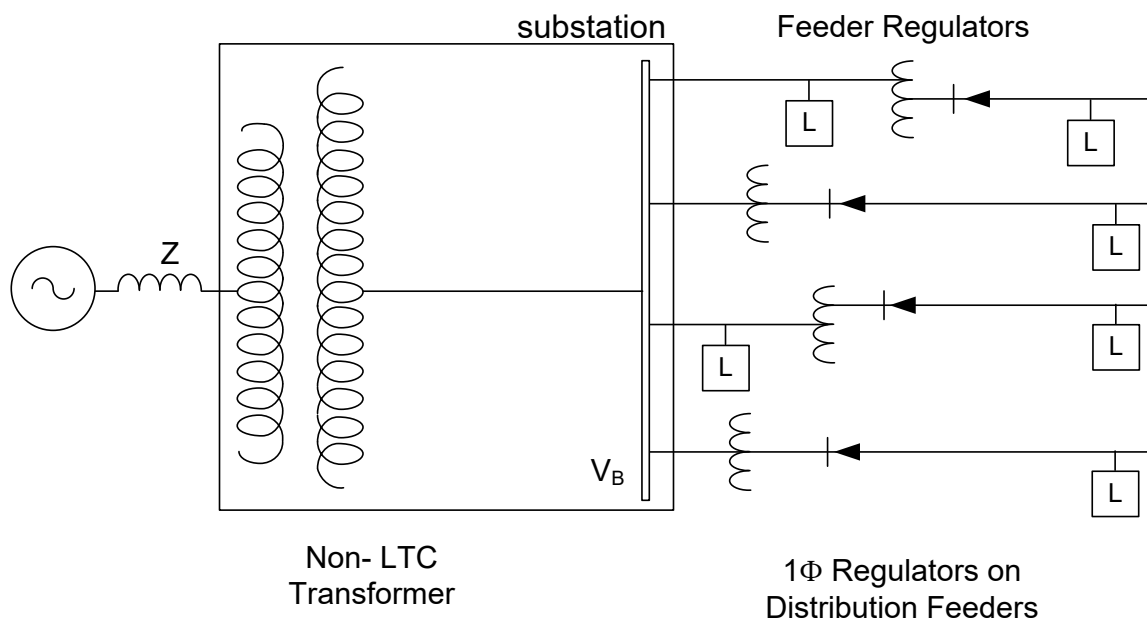 substation
Feeder Regulators
L
L
L
Z
L
L
L
V_B
Non- LTC
Transformer
1Φ Regulators on
Distribution Feeders